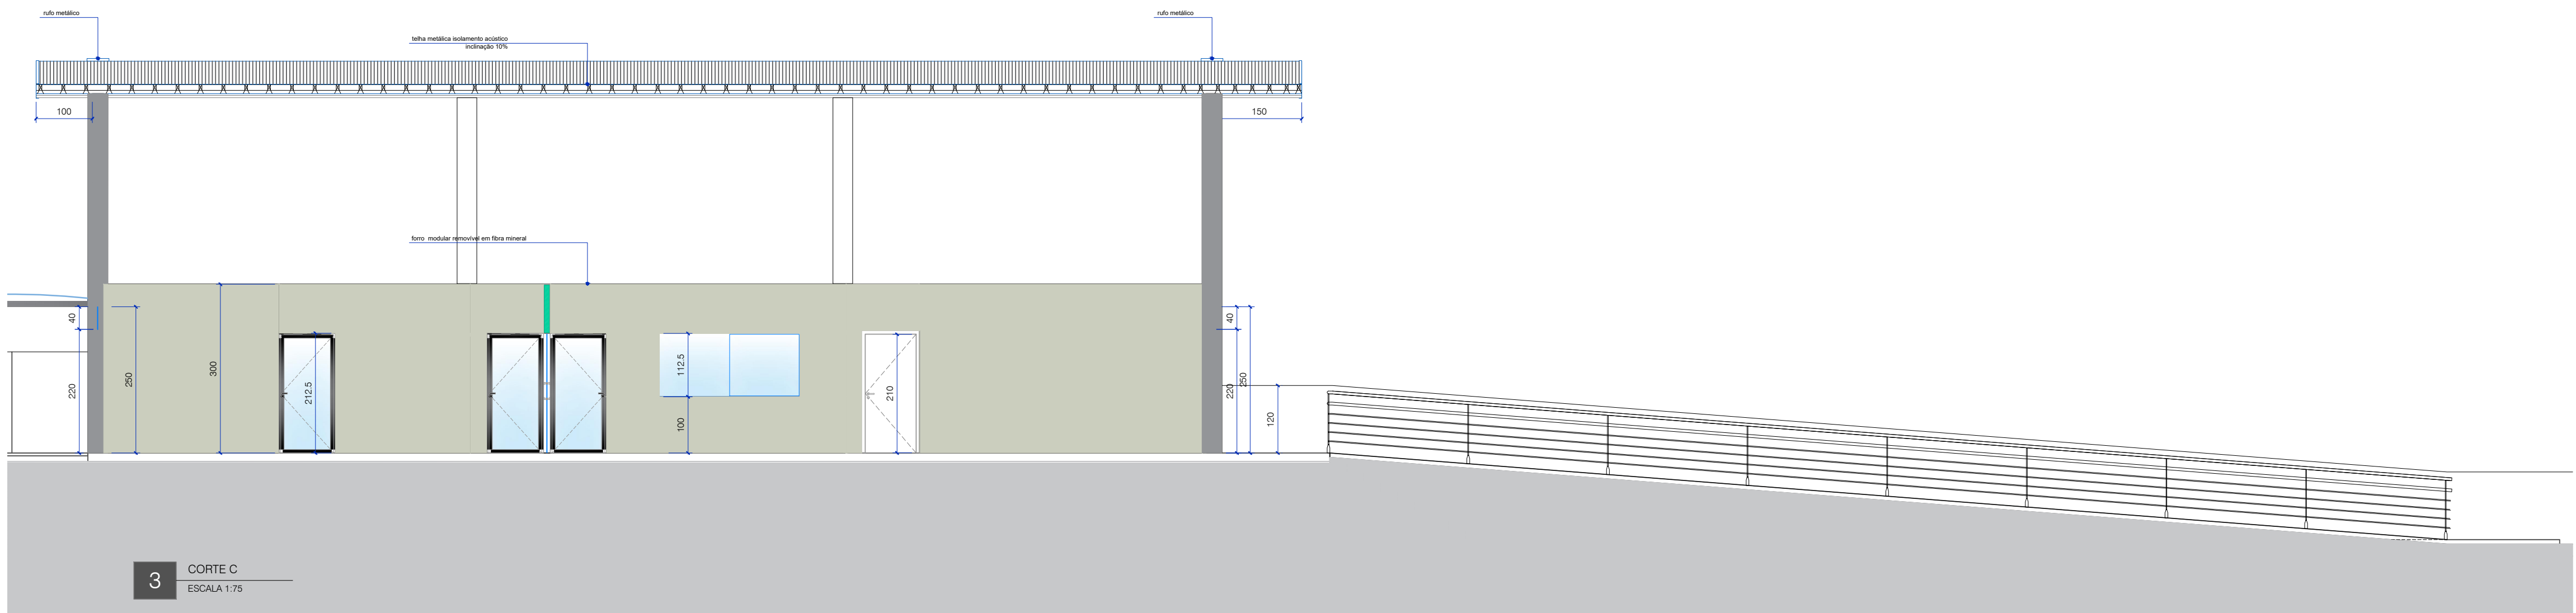 rufo metálico
rufo metálico
telha metálica isolamento acústico
inclinação 10%
100
150
forro modular removível em fibra mineral
40
220
250
300
212.5
112.5
100
210
40
220
250
120
3
CORTE C
ESCALA 1:75